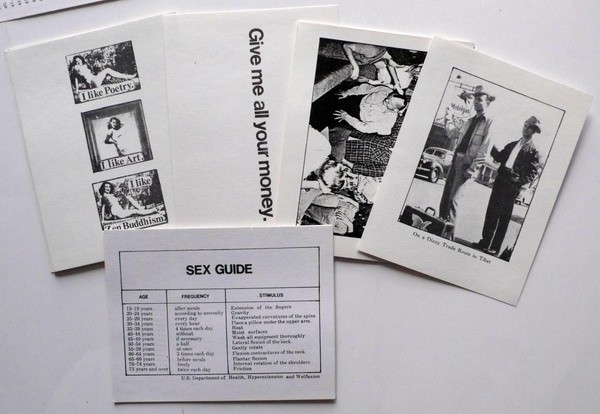 I like Poetry.
I like Art.
I like
Zen Buddhism.
Give me all your money.
Mobilgas
On a Dizzy Trade Route to Tibet
SEX GUIDE
AGE FREQUENCY STIMULUS
15-19 years after meals Extension of the fingers
20-24 years according to necessity Gravity
25-29 years every day Exaggerated curvatures of the spine
30-34 years every hour Place a pillow under the upper arm.
35-39 years 4 times each day Heat
40-44 years without Moist surfaces
45-49 years if necessary Wash all equipment thoroughly
50-54 years a half Lateral flexion of the neck.
55-59 years at once Gently rotate
60-64 years 3 times each day Flexion contractures of the neck
65-69 years before meals Plantar flexion
70-74 years freely Internal rotation of the shoulders
75 years and over twice each day Friction
U.S. Department of Health, Hyperextension and Welflexion